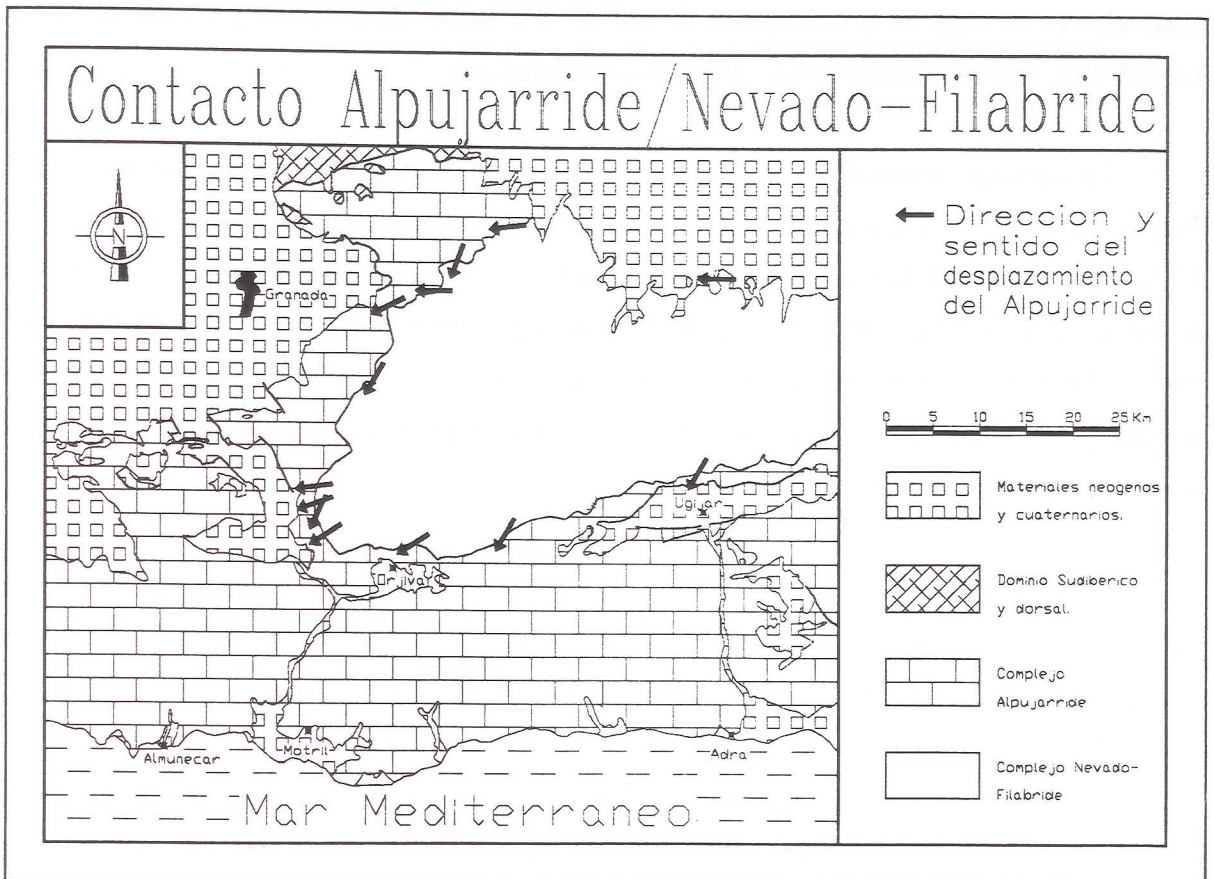 Contacto Alpujarride/Nevado-Filabride
N
Granada
Ugijar
Orjiva
Almunecar
Motril
Adra
Mar Mediterraneo
Direccion y
sentido del
desplazamiento
del Alpujarride
0 5 10 15 20 25 Km
Materiales neogenos
y cuaternarios.
Dominio Sudiberico
y dorsal.
Complejo
Alpujarride
Complejo Nevado-
Filabride